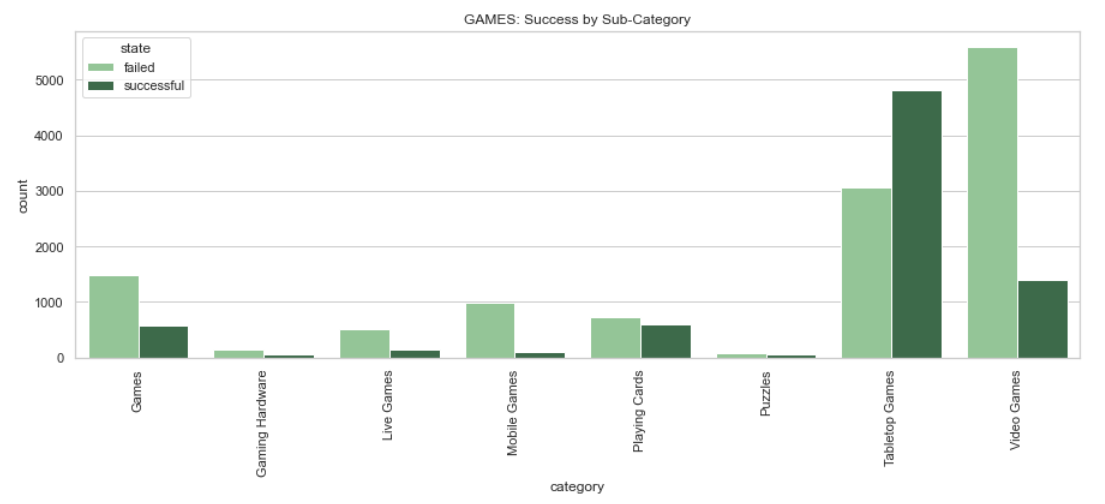 GAMES: Success by Sub-Category
state
failed
successful
5000
4000
3000
2000
1000
0
count
Games
Gaming Hardware
Live Games
Mobile Games
Playing Cards
Puzzles
Tabletop Games
Video Games
category